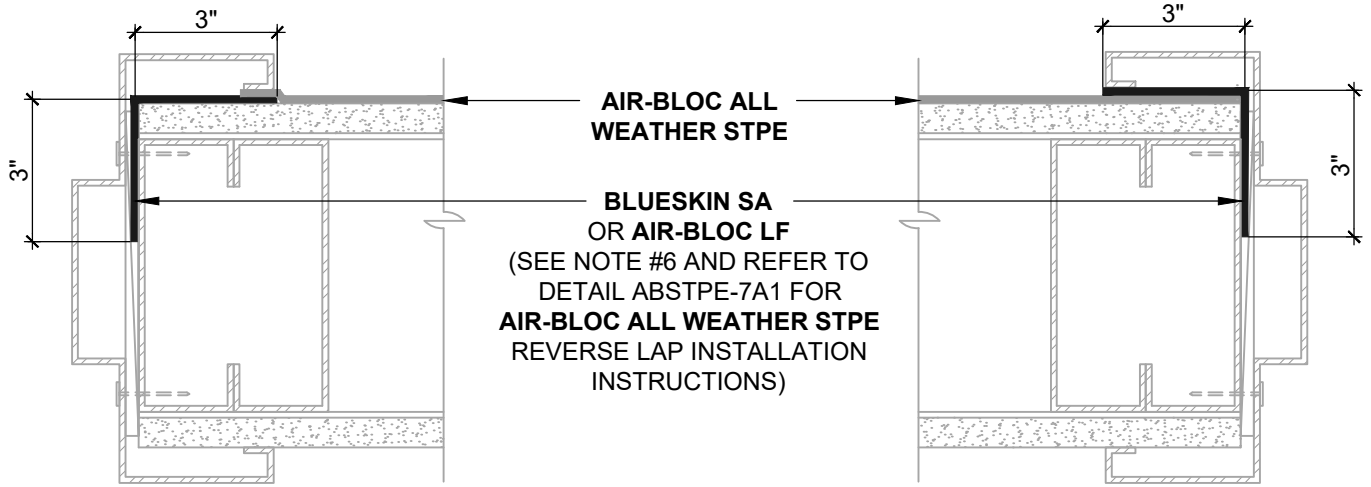 3"
3"
3"
3"
AIR-BLOC ALL
WEATHER STPE
BLUESKIN SA
OR AIR-BLOC LF
(SEE NOTE #6 AND REFER TO
DETAIL ABSTPE-7A1 FOR
AIR-BLOC ALL WEATHER STPE
REVERSE LAP INSTALLATION
INSTRUCTIONS)